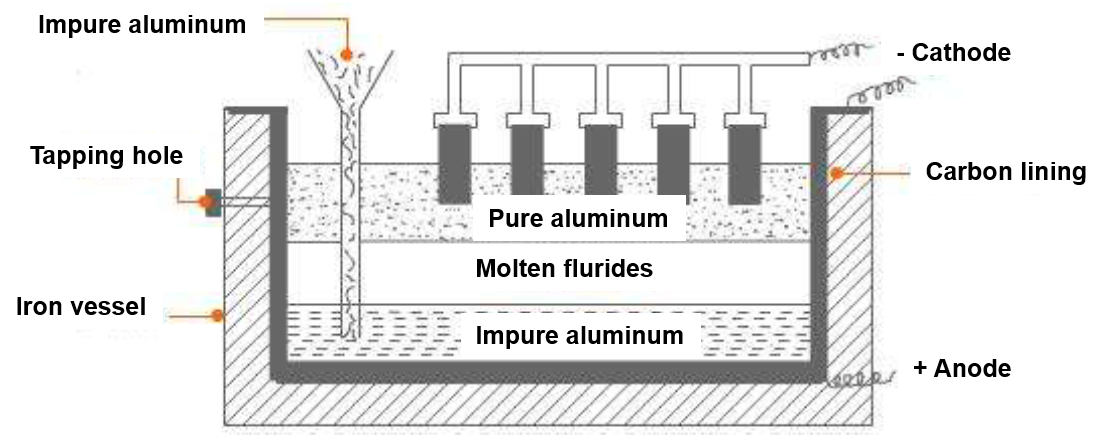 Impure aluminum
- Cathode
Tapping hole
Carbon lining
Pure aluminum
Molten flurides
Iron vessel
Impure aluminum
+ Anode